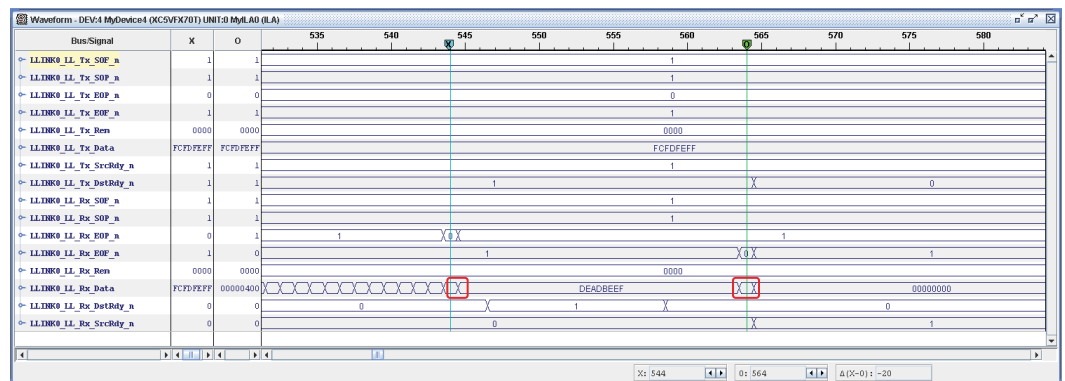 Waveform - DEV:4 MyDevice4 (XC5VFX70T) UNIT:0 MyILA0 (ILA)
Bus/Signal X O 535 540 545 550 555 560 565 570 575 580
X O
LLINK0_LL_Tx_SOF_n 1 1 1
LLINK0_LL_Tx_SOP_n 1 1 1
LLINK0_LL_Tx_EOP_n 0 0 0
LLINK0_LL_Tx_EOF_n 1 1 1
LLINK0_LL_Tx_Rem 0000 0000 0000
LLINK0_LL_Tx_Data FCFDFEFF FCFDFEFF FCFDFEFF
LLINK0_LL_Tx_SrcRdy_n 1 1 1
LLINK0_LL_Tx_DstRdy_n 1 1 1 0
LLINK0_LL_Rx_SOF_n 1 1 1
LLINK0_LL_Rx_SOP_n 1 1 1
LLINK0_LL_Rx_EOP_n 0 1 1 0 1
LLINK0_LL_Rx_EOF_n 1 0 1 0 1
LLINK0_LL_Rx_Rem 0000 0000 0000
LLINK0_LL_Rx_Data FCFDFEFF 00000400 DEADBEEF 00000000
LLINK0_LL_Rx_DstRdy_n 0 0 0 1 0
LLINK0_LL_Rx_SrcRdy_n 0 0 0 1
X: 544 O: 564 Δ(X-O): -20